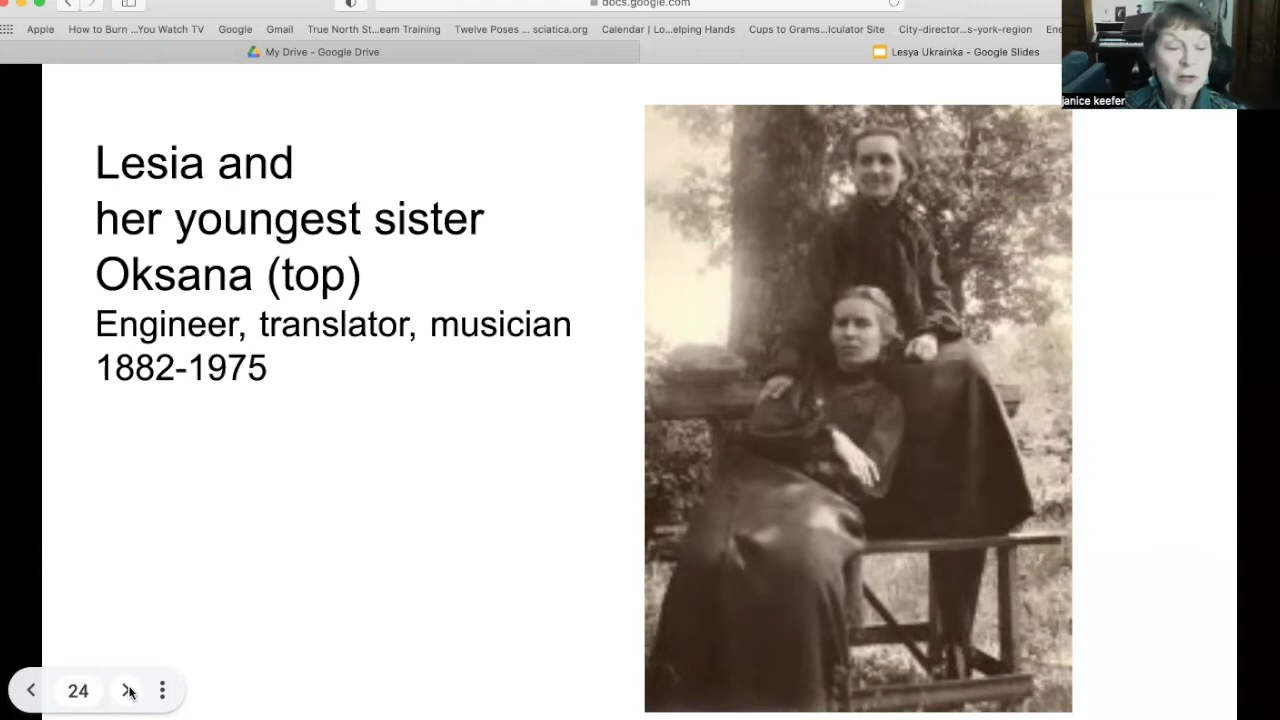 docs.google.com
Apple How to Burn ...You Watch TV Google Gmail True North St...eam Training Twelve Poses ... sciatica.org Calendar | Lo...elping Hands Cups to Grams...lculator Site City-director...s-york-region Ene
My Drive - Google Drive Lesya Ukrainka - Google Slides
janice keefer
Lesia and
her youngest sister
Oksana (top)
Engineer, translator, musician
1882-1975
24